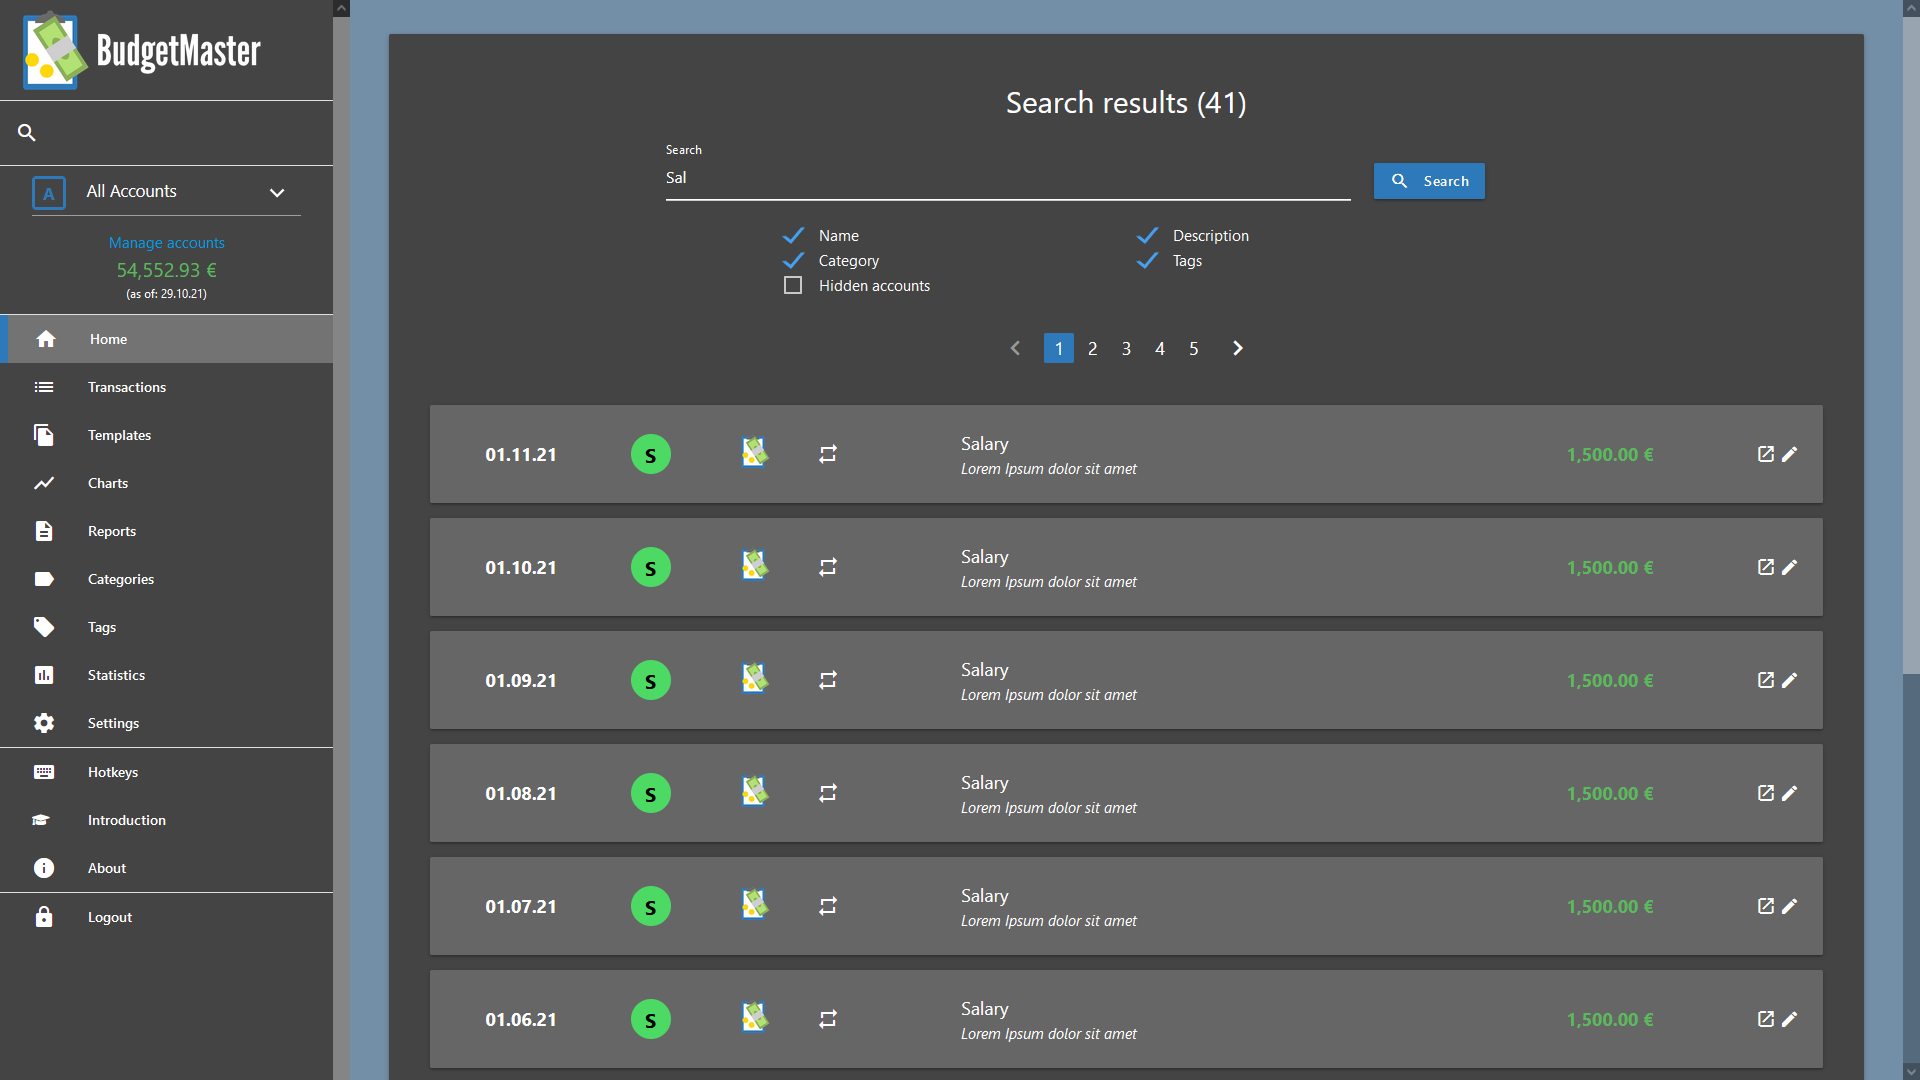 BudgetMaster
A All Accounts
Manage accounts
54,552.93 €
(as of: 29.10.21)
Home
Transactions
Templates
Charts
Reports
Categories
Tags
Statistics
Settings
Hotkeys
Introduction
About
Logout
Search results (41)
Search
Sal
Search
Name
Description
Category
Tags
Hidden accounts
1 2 3 4 5
01.11.21 S Salary 1,500.00 €
Lorem Ipsum dolor sit amet
01.10.21 S Salary 1,500.00 €
Lorem Ipsum dolor sit amet
01.09.21 S Salary 1,500.00 €
Lorem Ipsum dolor sit amet
01.08.21 S Salary 1,500.00 €
Lorem Ipsum dolor sit amet
01.07.21 S Salary 1,500.00 €
Lorem Ipsum dolor sit amet
01.06.21 S Salary 1,500.00 €
Lorem Ipsum dolor sit amet